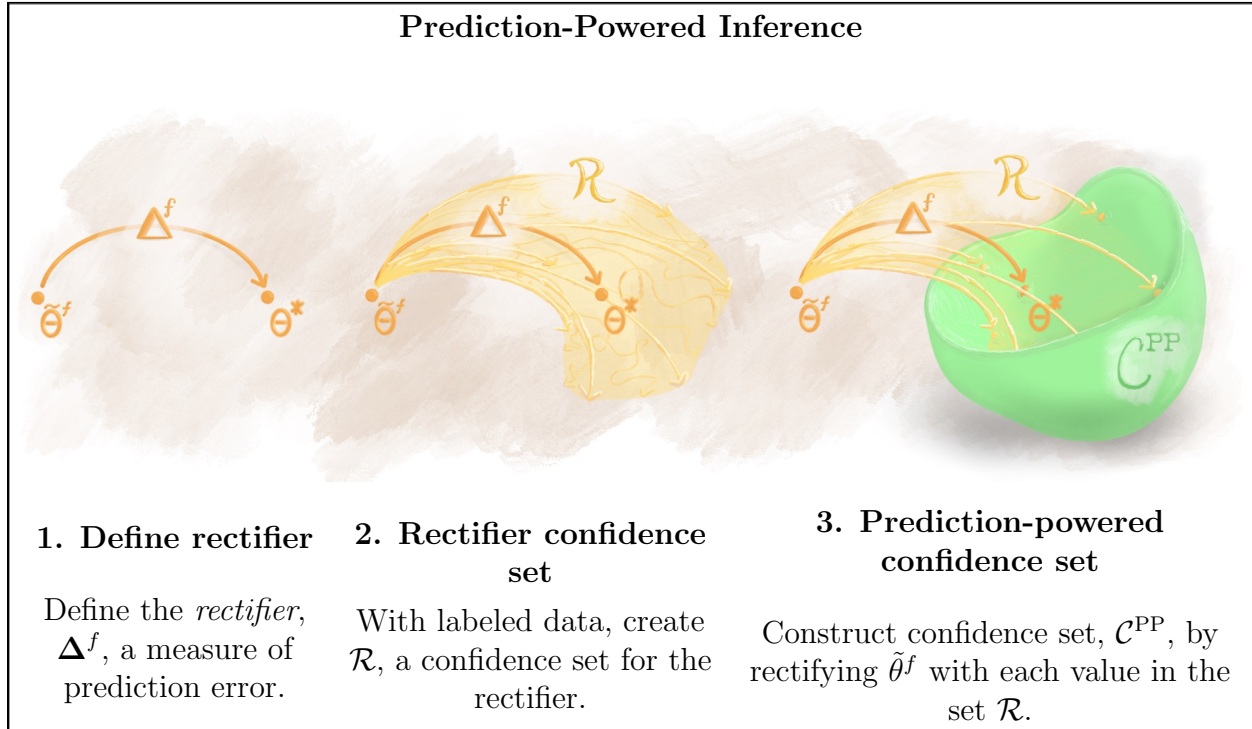 Prediction-Powered Inference
Δ^f
θ̃^f
θ*
ℛ
Δ^f
θ̃^f
θ*
ℛ
Δ^f
θ̃^f
θ*
𝒞^PP
1. Define rectifier
Define the rectifier,
Δ^f, a measure of
prediction error.
2. Rectifier confidence
set
With labeled data, create
ℛ, a confidence set for the
rectifier.
3. Prediction-powered
confidence set
Construct confidence set, 𝒞^PP, by
rectifying θ̃^f with each value in the
set ℛ.